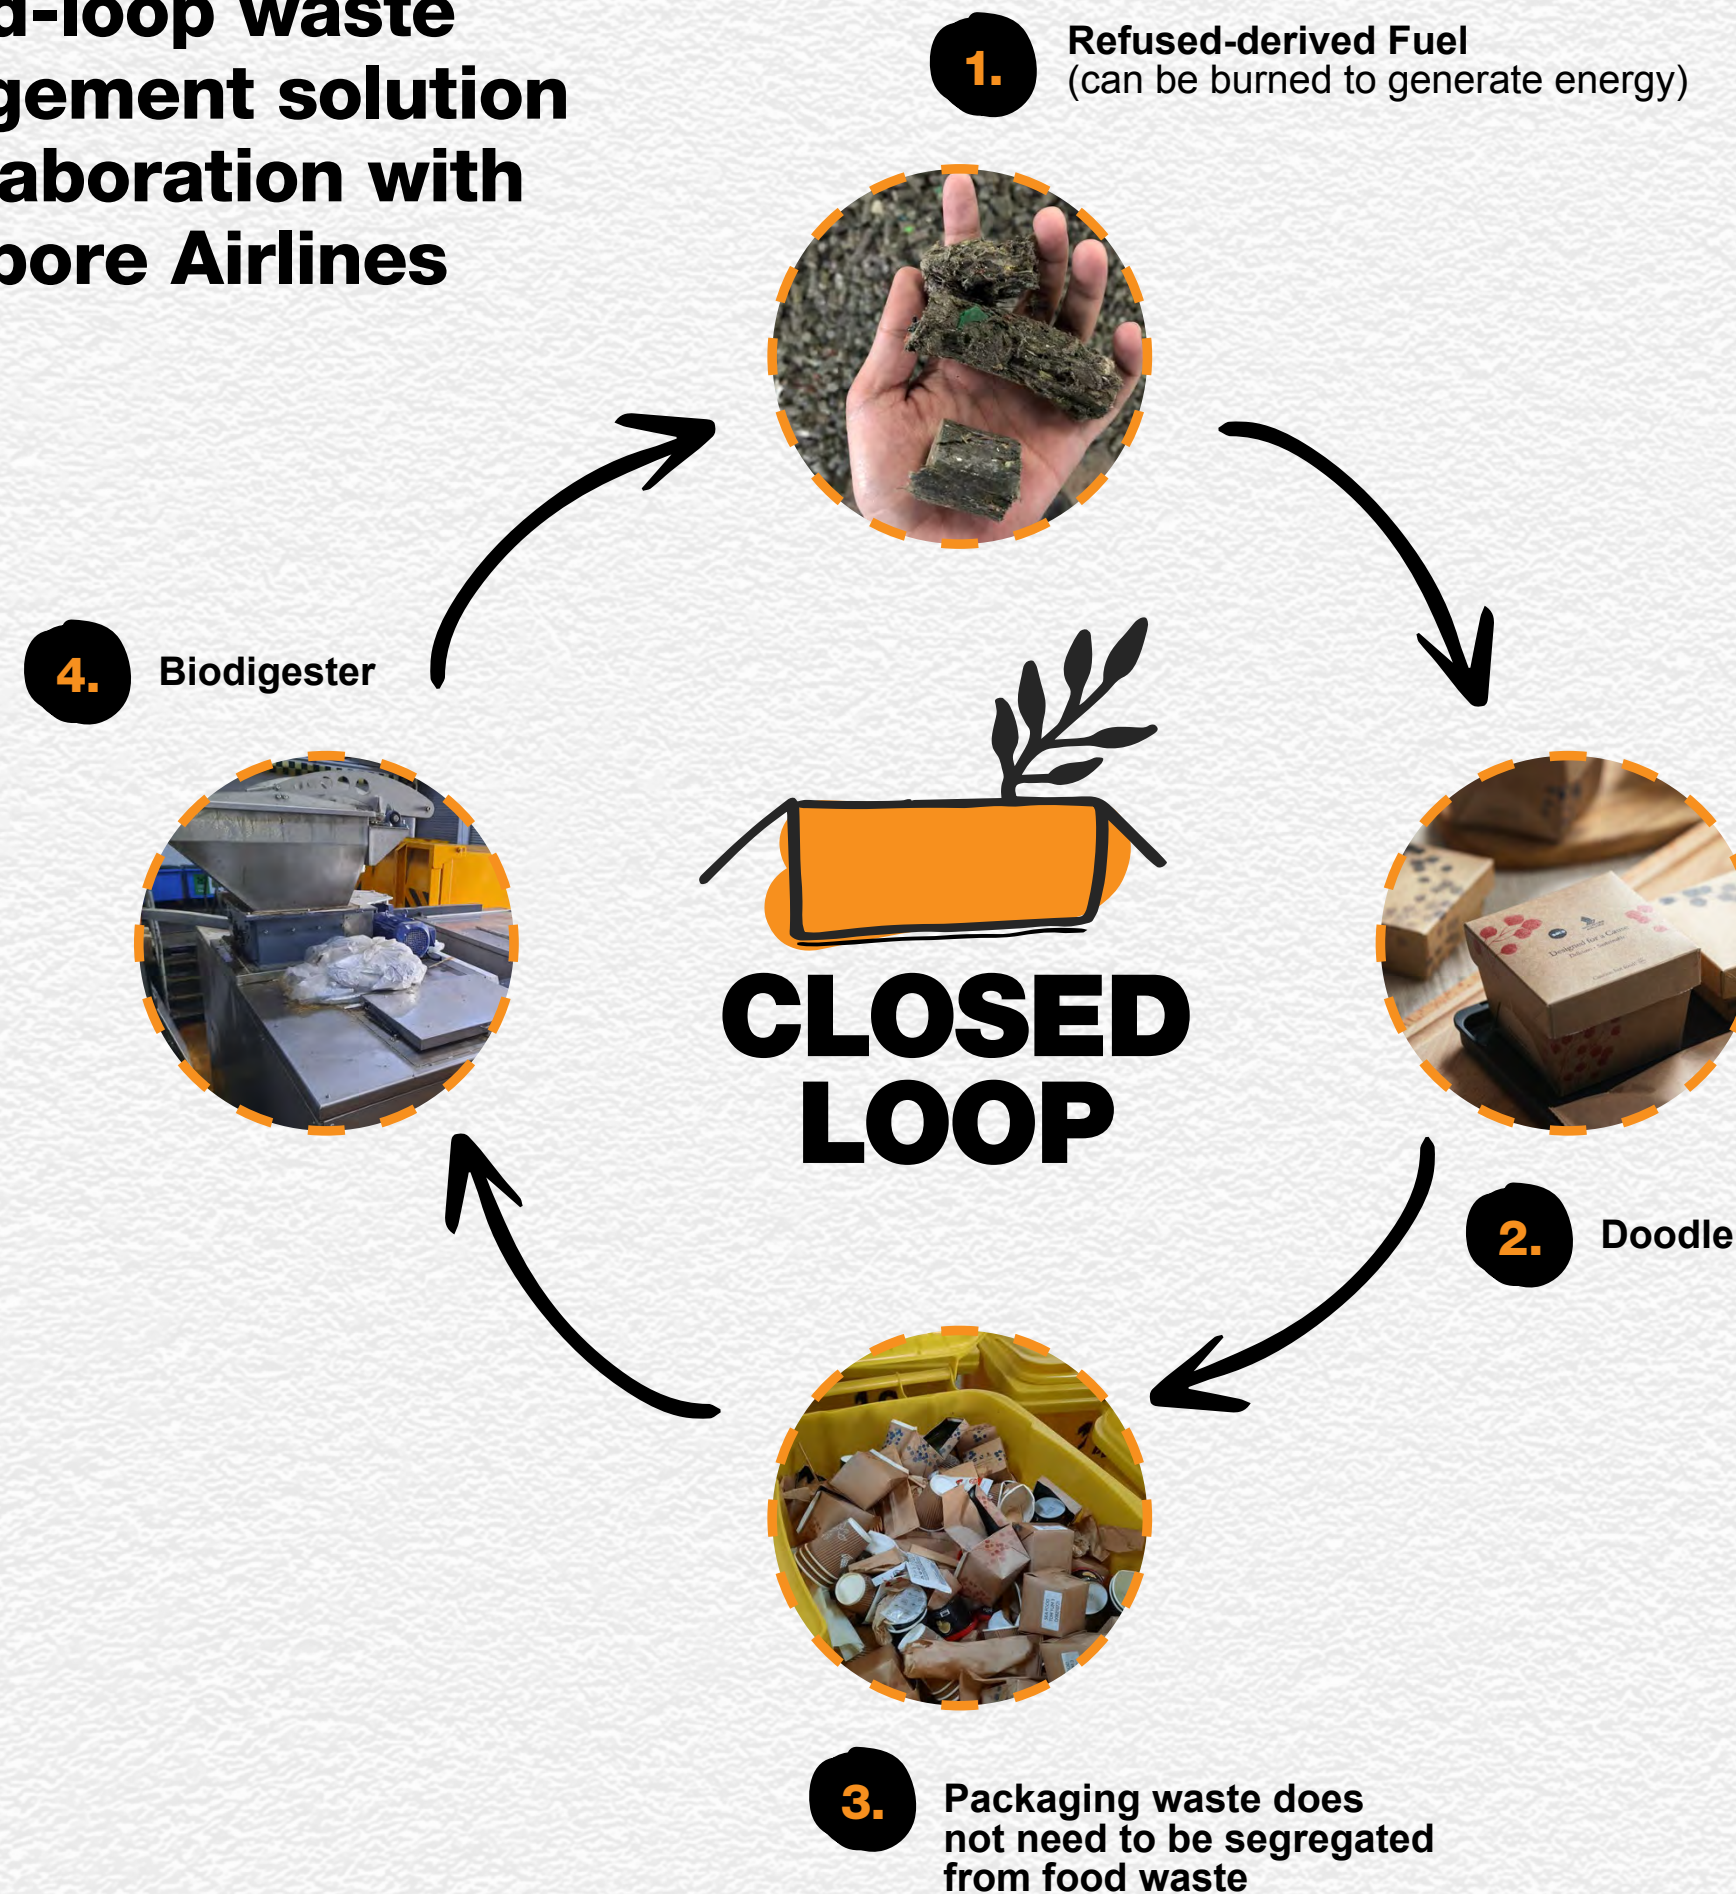 d-loop waste
gement solution
aboration with
pore Airlines
1.
Refused-derived Fuel
(can be burned to generate energy)
4.
Biodigester
CLOSED
LOOP
2.
Doodle
3.
Packaging waste does
not need to be segregated
from food waste